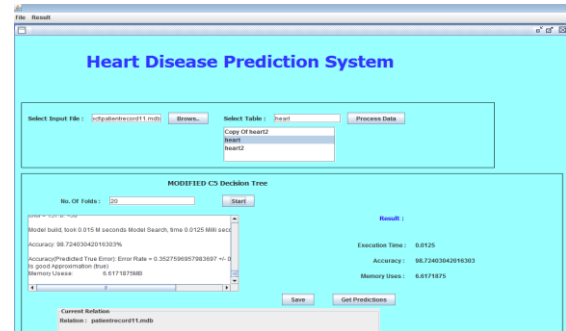 File Result
Heart Disease Prediction System
Select Input File : scf\patientrecord11.mdb Browse.. Select Table : heart Process Data
Copy Of heart2
heart
heart2
MODIFIED C5 Decision Tree
No. Of Folds : 20 Start
Result :
Model build, took 0.015 M seconds Model Search, time 0.0125 Milli secc
Accuracy: 98.72403042016303%
Accuracy(Predicted True Error): Error Rate = 0.3527596957983697 +/- 0
Is good Approximation (true)
Memory Usese: 6.6171875MB
Execution Time : 0.0125
Accuracy : 98.72403042016303
Memory Uses : 6.6171875
Save Get Predictions
Current Relation
Relation : patientrecord11.mdb